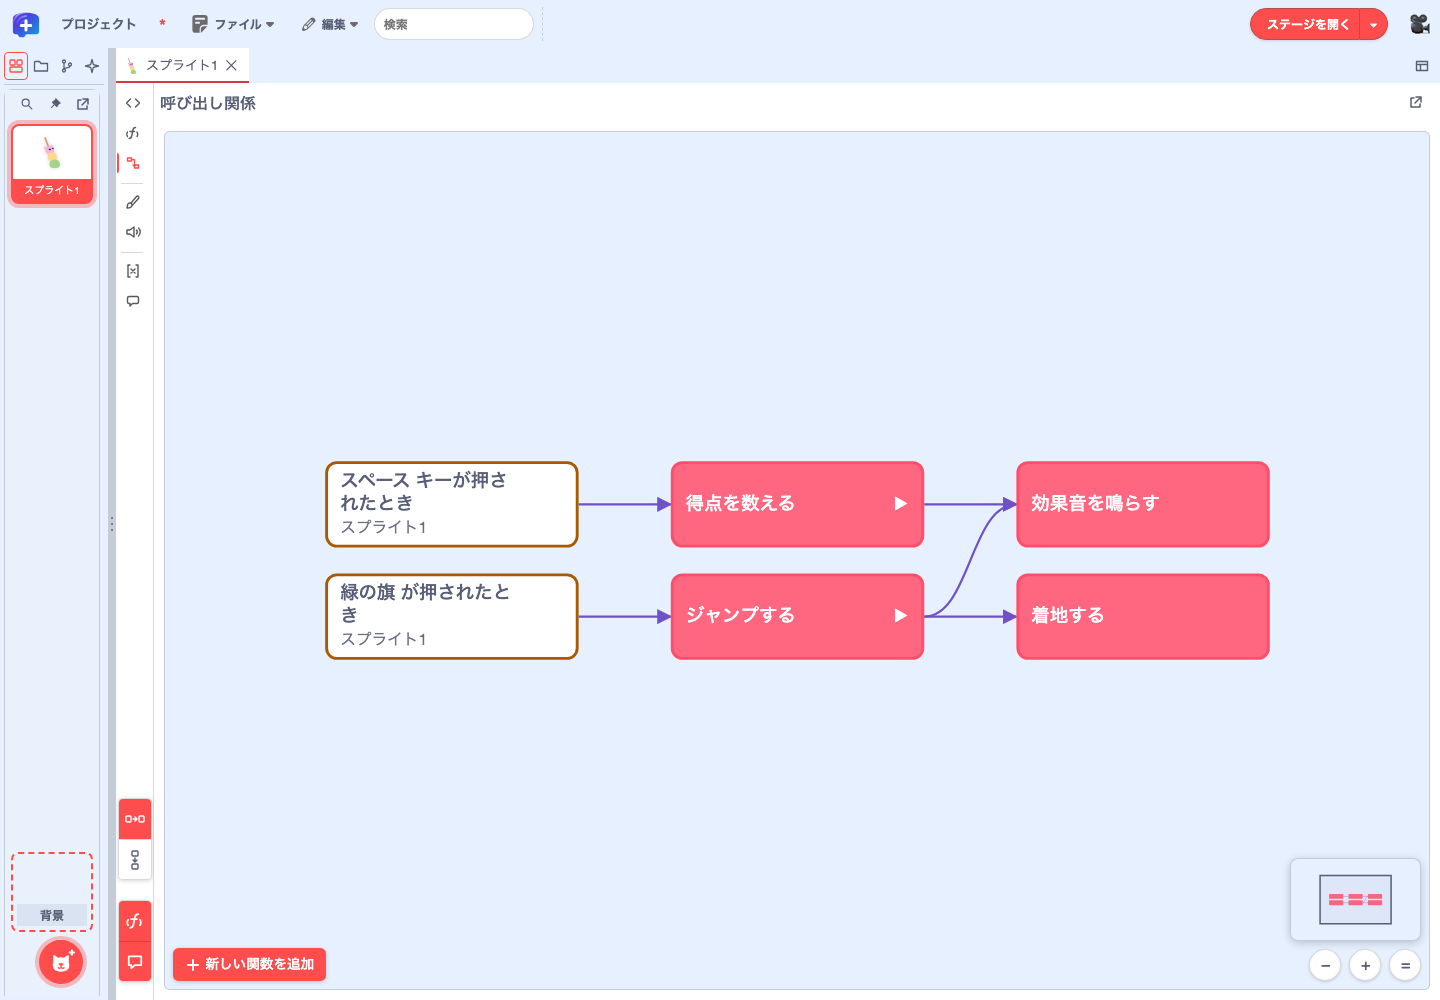 プロジェクト
*
ファイル
編集
検索
ステージを開く
スプライト1
呼び出し関係
スプライト1
スペース キーが押さ
れたとき
スプライト1
得点を数える
効果音を鳴らす
緑の旗 が押されたと
き
スプライト1
ジャンプする
着地する
背景
新しい関数を追加